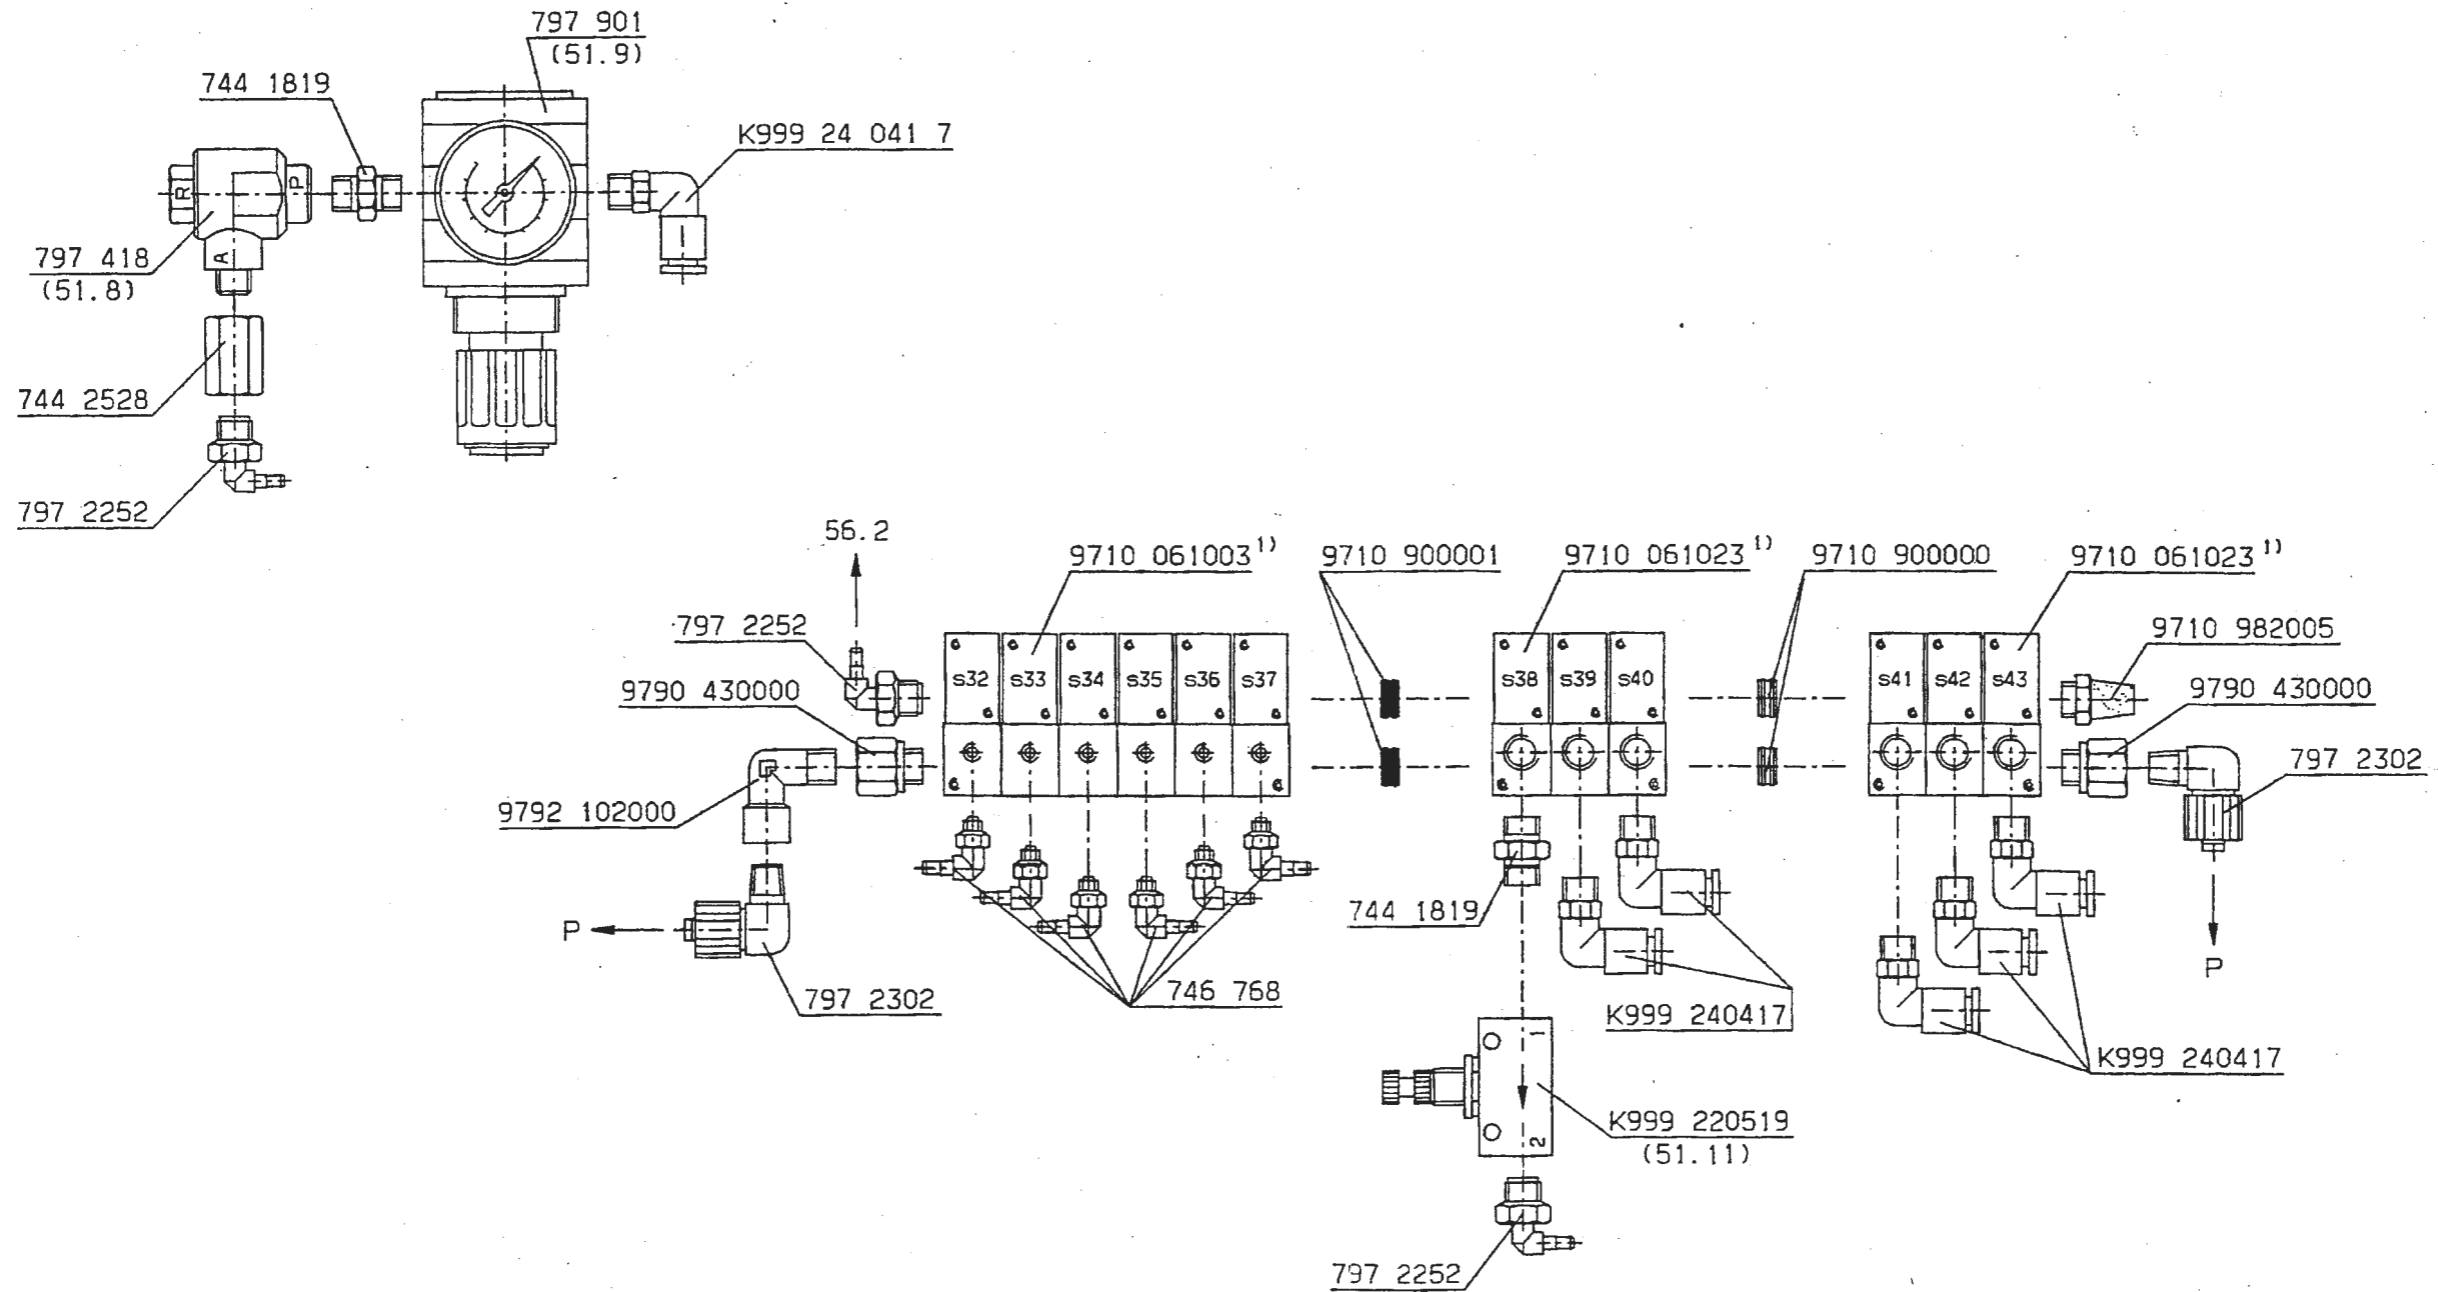 797 901
(51.9)
744 1819
K999 24 041 7
R
P
A
797 418
(51.8)
744 2528
797 2252
56.2
9710 061003 1)
9710 900001
9710 061023 1)
9710 900000
9710 061023 1)
797 2252
9710 982005
9790 430000
9790 430000
s32 s33 s34 s35 s36 s37
s38 s39 s40
s41 s42 s43
797 2302
9792 102000
744 1819
P
P
797 2302
746 768
K999 240417
K999 240417
1
2
K999 220519
(51.11)
797 2252